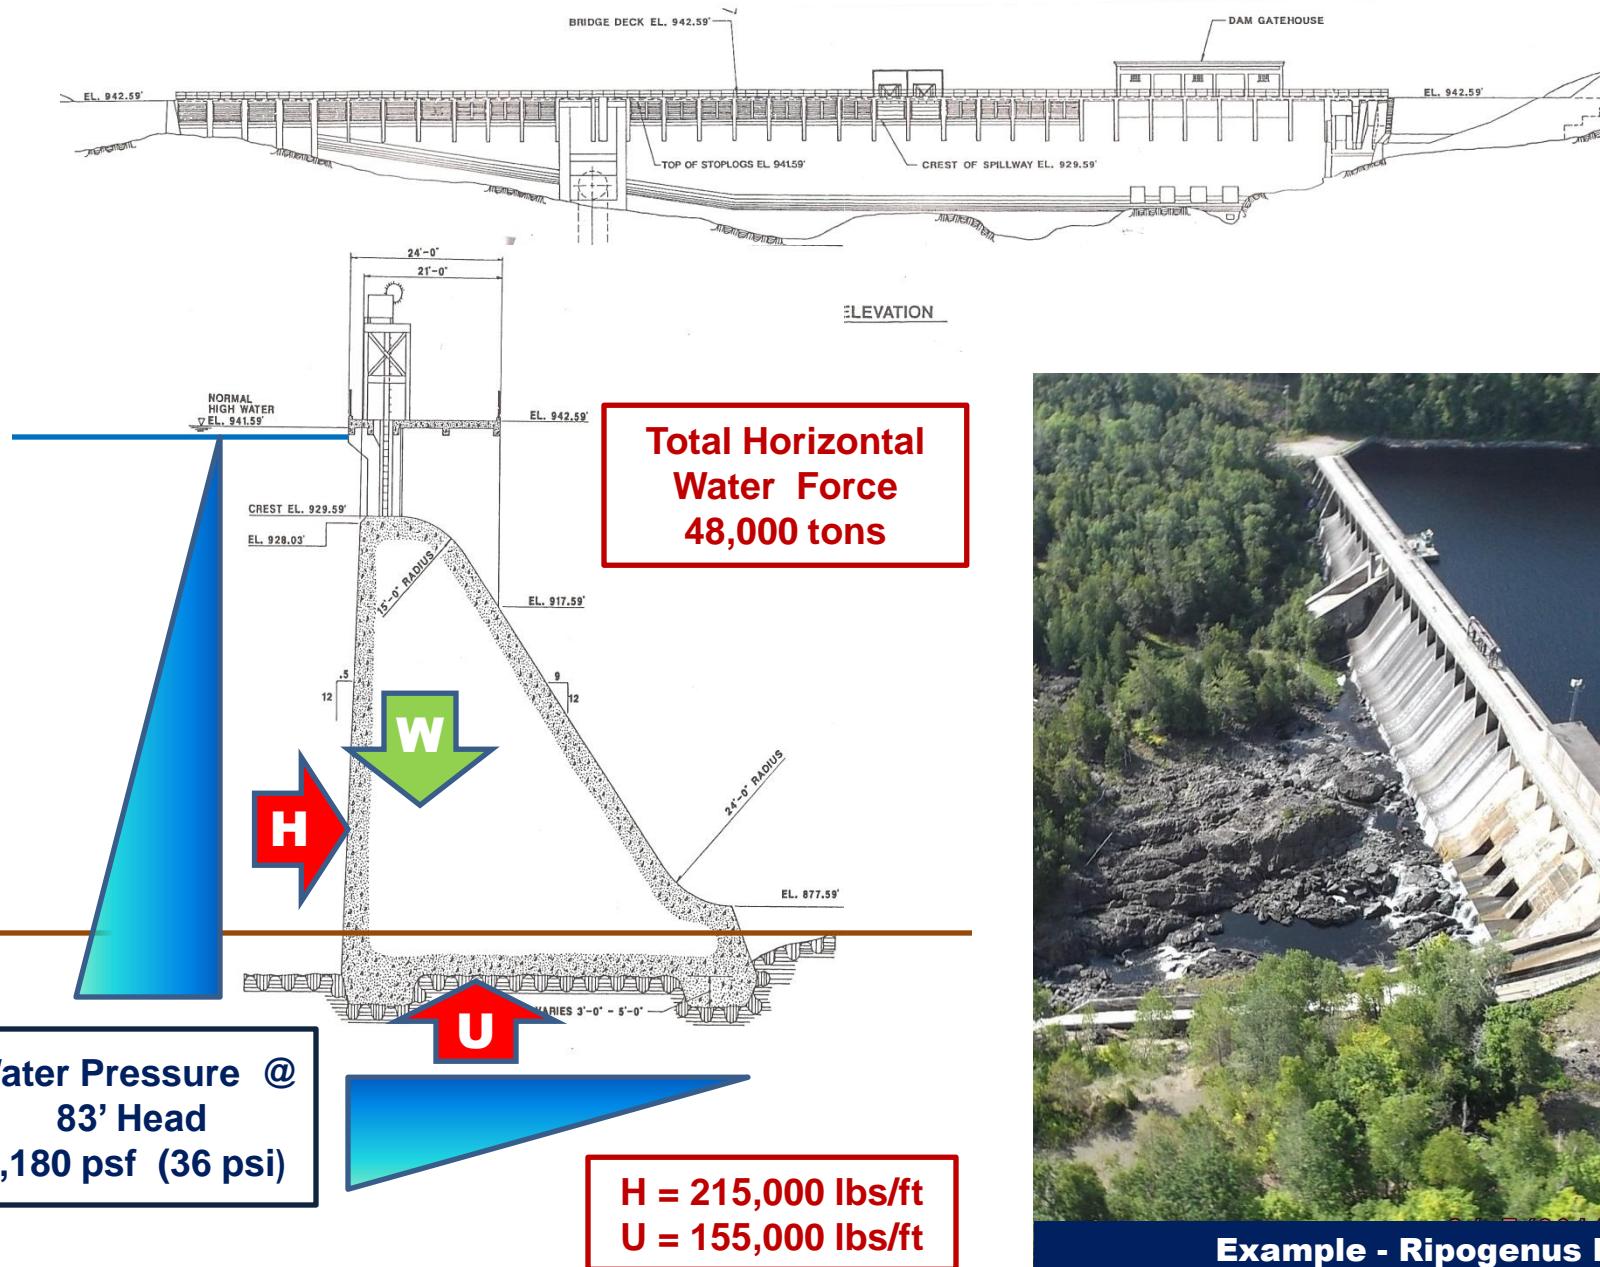 BRIDGE DECK EL. 942.59'
DAM GATEHOUSE
EL. 942.59'
EL. 942.59'
TOP OF STOPLOGS EL 941.59'
CREST OF SPILLWAY EL. 929.59'
24'-0"
21'-0"
ELEVATION
NORMAL
HIGH WATER
EL. 941.59'
EL. 942.59'
Total Horizontal
Water Force
48,000 tons
CREST EL. 929.59'
EL. 928.03'
15'-0" RADIUS
EL. 917.59'
.5
12
9
12
W
H
24'-0" RADIUS
EL. 877.59'
VARIES 3'-0" - 5'-0"
U
Water Pressure @
83' Head
,180 psf (36 psi)
H = 215,000 lbs/ft
U = 155,000 lbs/ft
Example - Ripogenus